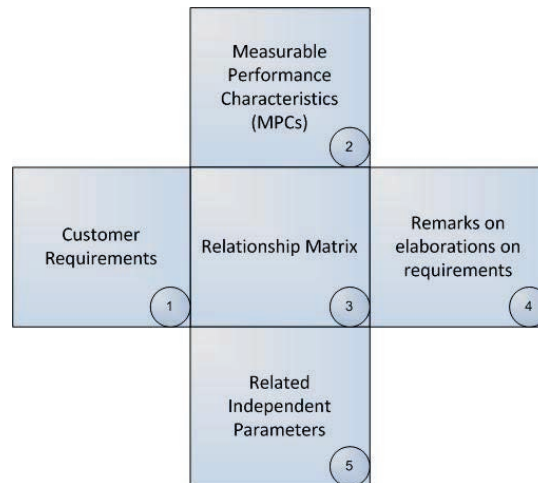 Measurable
Performance
Characteristics
(MPCs)
2
Customer
Requirements
1
Relationship Matrix
3
Remarks on
elaborations on
requirements
4
Related
Independent
Parameters
5